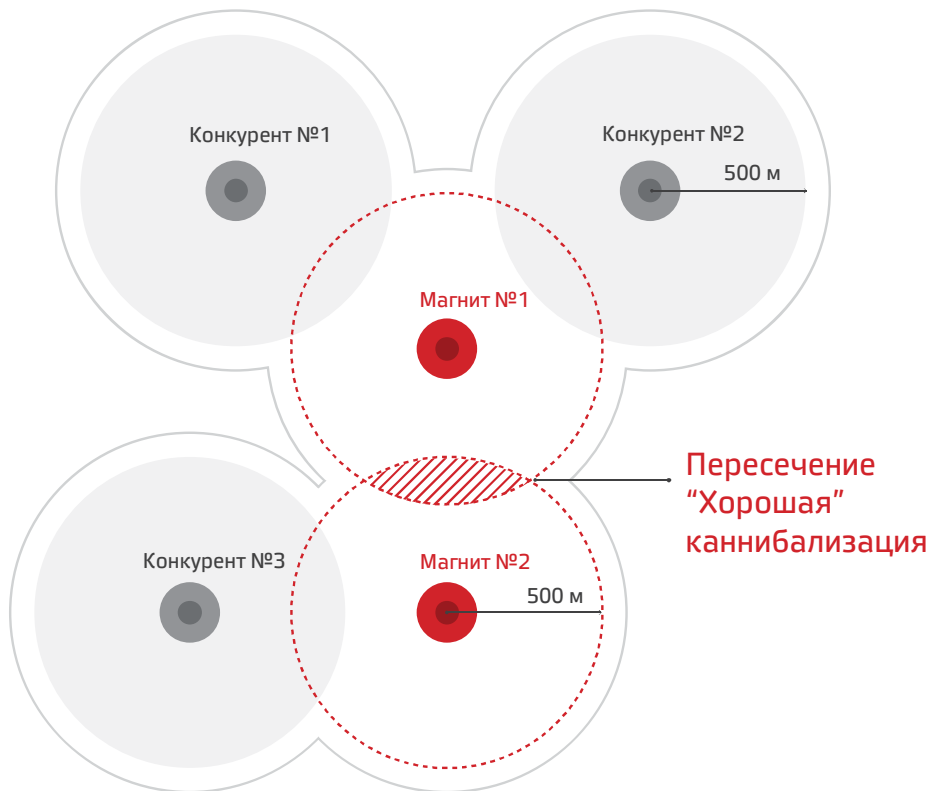 Конкурент №1
Конкурент №2
500 м
Магнит №1
Пересечение
“Хорошая”
каннибализация
Конкурент №3
Магнит №2
500 м